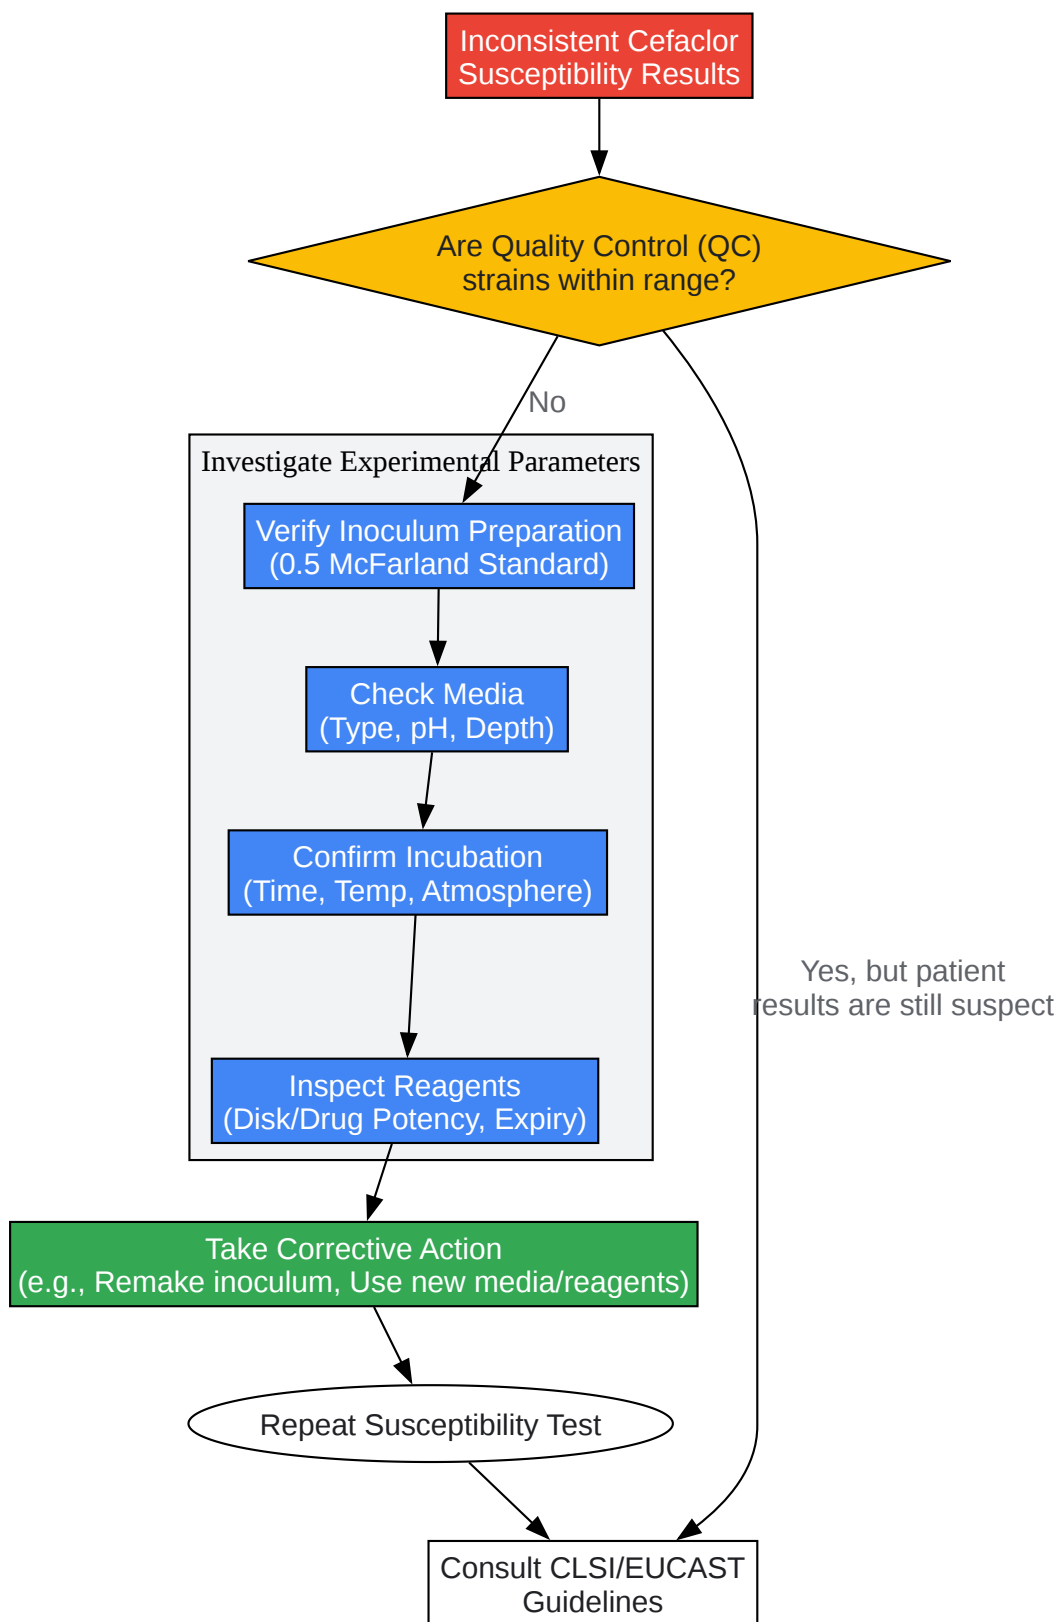 Inconsistent Cefaclor
Susceptibility Results
Are Quality Control (QC)
strains within range?
No
Investigate Experimental Parameters
Verify Inoculum Preparation
(0.5 McFarland Standard)
Check Media
(Type, pH, Depth)
Confirm Incubation
(Time, Temp, Atmosphere)
Yes, but patient
results are still suspect
Inspect Reagents
(Disk/Drug Potency, Expiry)
Take Corrective Action
(e.g., Remake inoculum, Use new media/reagents)
Repeat Susceptibility Test
Consult CLSI/EUCAST
Guidelines